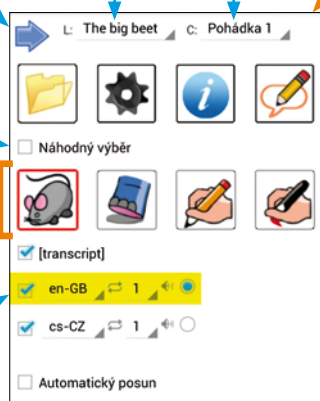 L: The big beet C: Pohádka 1
Náhodný výběr
[transcript]
en-GB 1
cs-CZ 1
Automatický posun